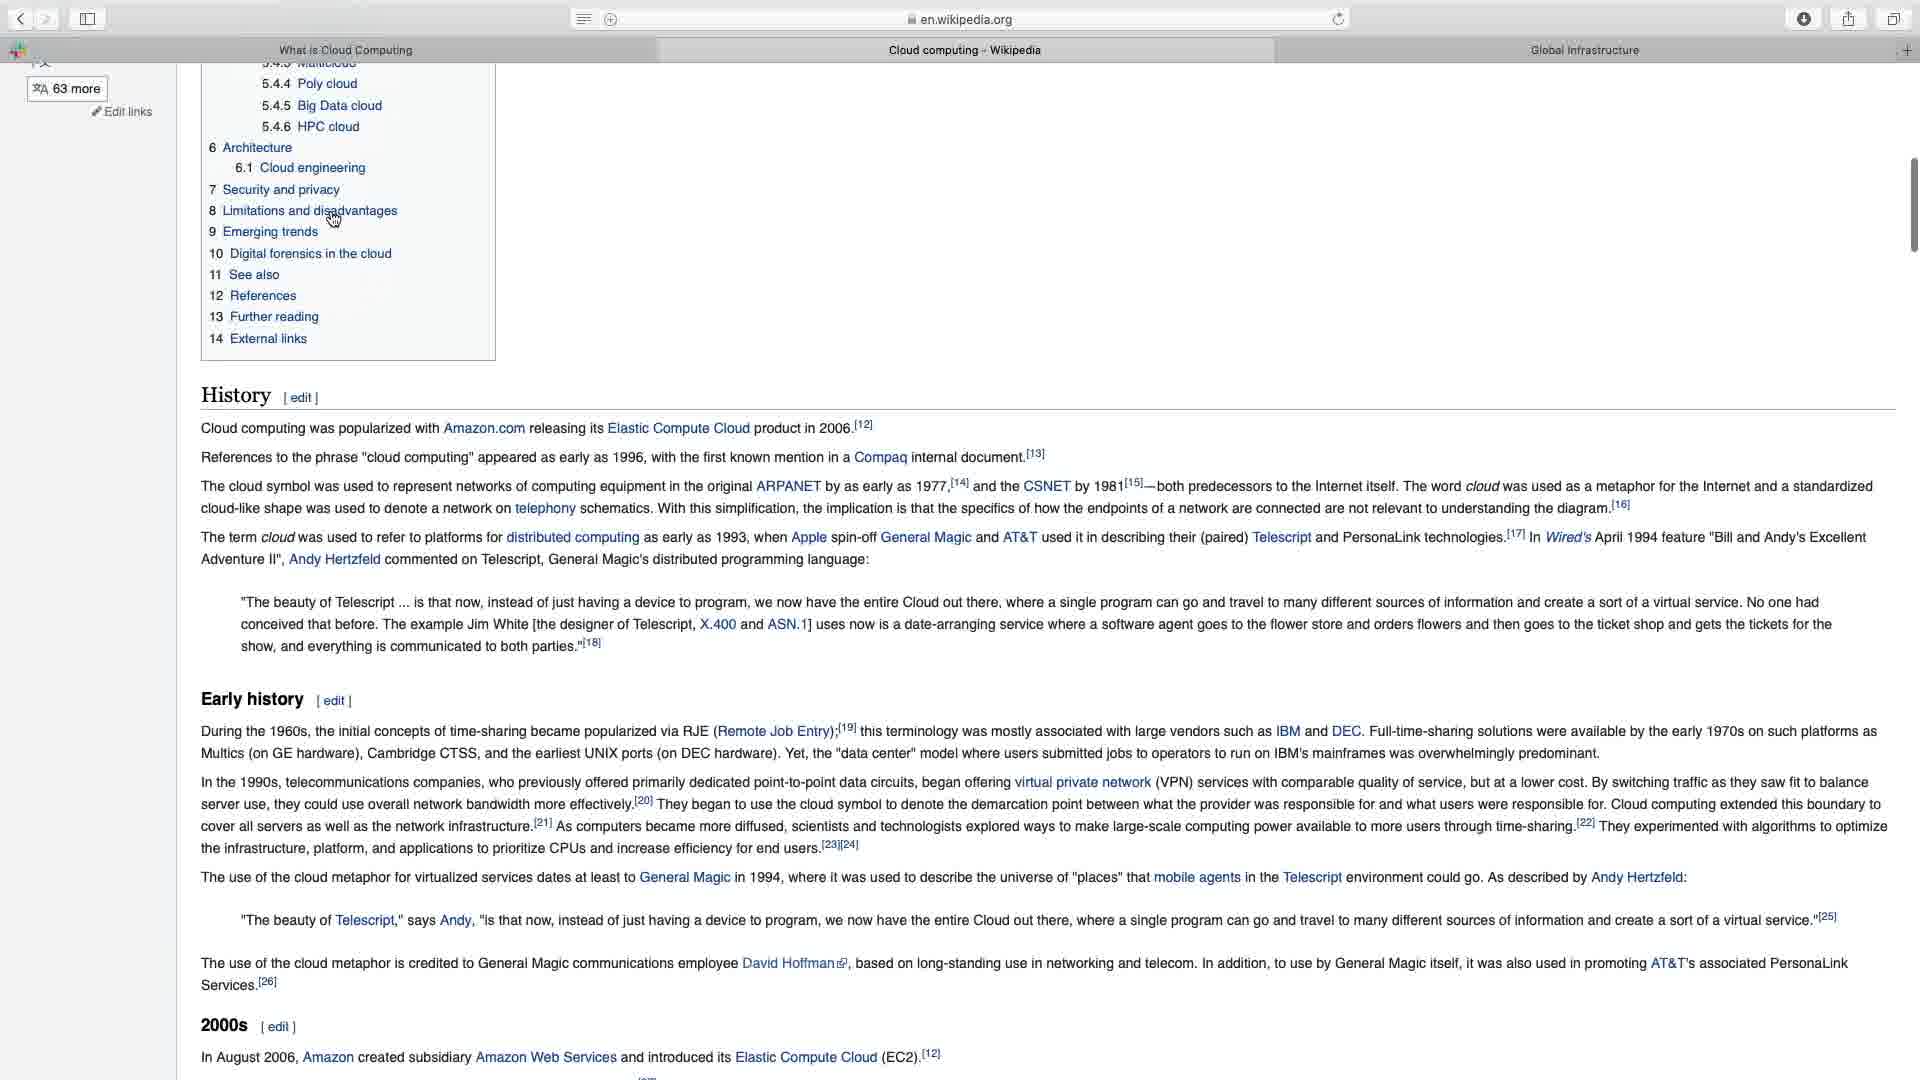 en.wikipedia.org
What is Cloud Computing
Cloud computing - Wikipedia
Global Infrastructure
63 more
Edit links
5.4.3 Multicloud
5.4.4 Poly cloud
5.4.5 Big Data cloud
5.4.6 HPC cloud
6 Architecture
6.1 Cloud engineering
7 Security and privacy
8 Limitations and disadvantages
9 Emerging trends
10 Digital forensics in the cloud
11 See also
12 References
13 Further reading
14 External links
History [ edit ]
Cloud computing was popularized with Amazon.com releasing its Elastic Compute Cloud product in 2006.[12]
References to the phrase "cloud computing" appeared as early as 1996, with the first known mention in a Compaq internal document.[13]
The cloud symbol was used to represent networks of computing equipment in the original ARPANET by as early as 1977,[14] and the CSNET by 1981[15]—both predecessors to the Internet itself. The word cloud was used as a metaphor for the Internet and a standardized
cloud-like shape was used to denote a network on telephony schematics. With this simplification, the implication is that the specifics of how the endpoints of a network are connected are not relevant to understanding the diagram.[16]
The term cloud was used to refer to platforms for distributed computing as early as 1993, when Apple spin-off General Magic and AT&T used it in describing their (paired) Telescript and PersonaLink technologies.[17] In Wired's April 1994 feature "Bill and Andy's Excellent
Adventure II", Andy Hertzfeld commented on Telescript, General Magic's distributed programming language:
"The beauty of Telescript ... is that now, instead of just having a device to program, we now have the entire Cloud out there, where a single program can go and travel to many different sources of information and create a sort of a virtual service. No one had
conceived that before. The example Jim White [the designer of Telescript, X.400 and ASN.1] uses now is a date-arranging service where a software agent goes to the flower store and orders flowers and then goes to the ticket shop and gets the tickets for the
show, and everything is communicated to both parties."[18]
Early history [ edit ]
During the 1960s, the initial concepts of time-sharing became popularized via RJE (Remote Job Entry);[19] this terminology was mostly associated with large vendors such as IBM and DEC. Full-time-sharing solutions were available by the early 1970s on such platforms as
Multics (on GE hardware), Cambridge CTSS, and the earliest UNIX ports (on DEC hardware). Yet, the "data center" model where users submitted jobs to operators to run on IBM's mainframes was overwhelmingly predominant.
In the 1990s, telecommunications companies, who previously offered primarily dedicated point-to-point data circuits, began offering virtual private network (VPN) services with comparable quality of service, but at a lower cost. By switching traffic as they saw fit to balance
server use, they could use overall network bandwidth more effectively.[20] They began to use the cloud symbol to denote the demarcation point between what the provider was responsible for and what users were responsible for. Cloud computing extended this boundary to
cover all servers as well as the network infrastructure.[21] As computers became more diffused, scientists and technologists explored ways to make large-scale computing power available to more users through time-sharing.[22] They experimented with algorithms to optimize
the infrastructure, platform, and applications to prioritize CPUs and increase efficiency for end users.[23][24]
The use of the cloud metaphor for virtualized services dates at least to General Magic in 1994, where it was used to describe the universe of "places" that mobile agents in the Telescript environment could go. As described by Andy Hertzfeld:
"The beauty of Telescript," says Andy, "is that now, instead of just having a device to program, we now have the entire Cloud out there, where a single program can go and travel to many different sources of information and create a sort of a virtual service."[25]
The use of the cloud metaphor is credited to General Magic communications employee David Hoffman, based on long-standing use in networking and telecom. In addition, to use by General Magic itself, it was also used in promoting AT&T's associated PersonaLink
Services.[26]
2000s [ edit ]
In August 2006, Amazon created subsidiary Amazon Web Services and introduced its Elastic Compute Cloud (EC2).[12]